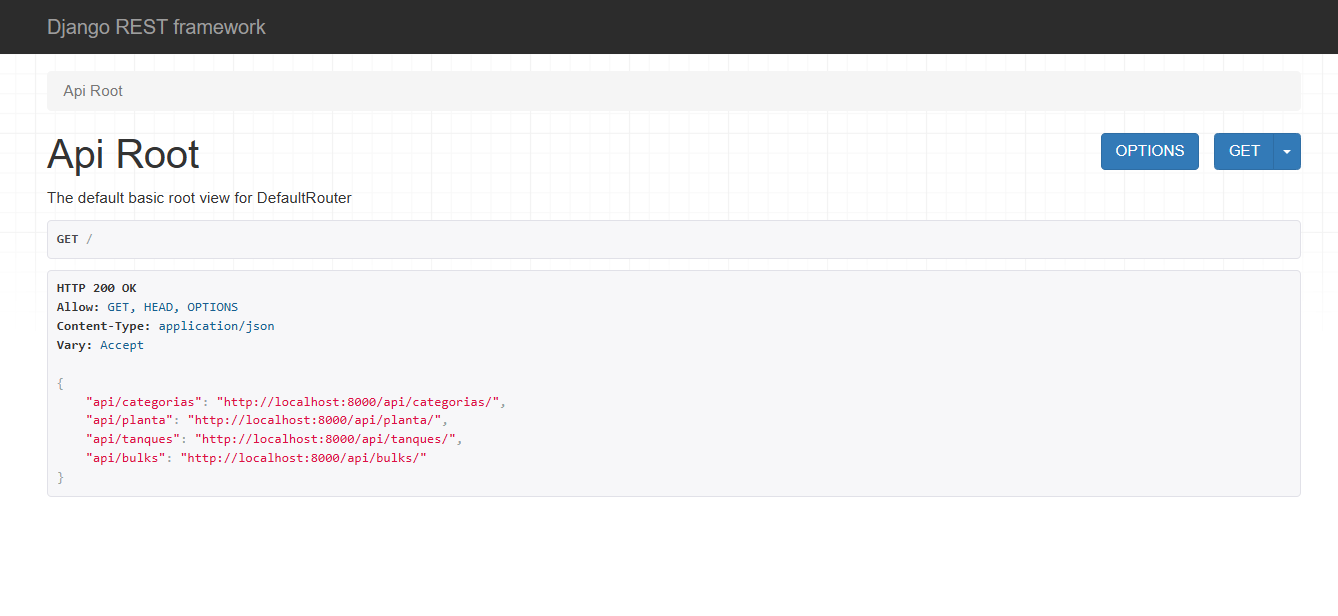 Django REST framework
Api Root
Api Root
OPTIONS
GET
The default basic root view for DefaultRouter
GET /
HTTP 200 OK
Allow: GET, HEAD, OPTIONS
Content-Type: application/json
Vary: Accept
{
    "api/categorias": "http://localhost:8000/api/categorias/",
    "api/planta": "http://localhost:8000/api/planta/",
    "api/tanques": "http://localhost:8000/api/tanques/",
    "api/bulks": "http://localhost:8000/api/bulks/"
}